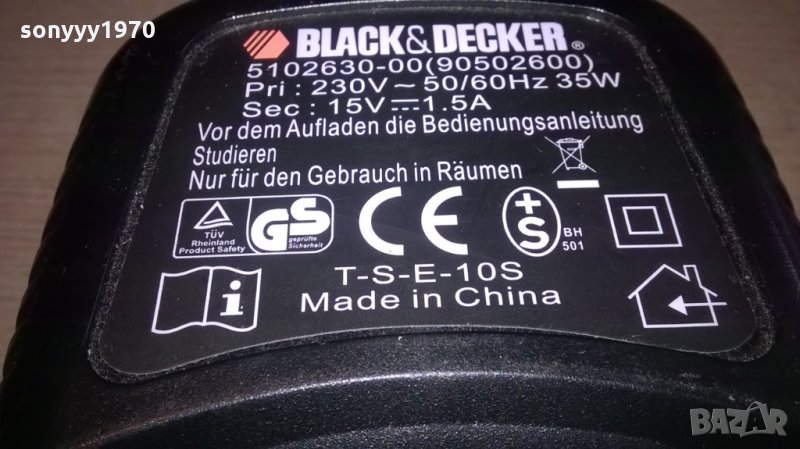 sonyyy1970
BLACK&DECKER®
5102630-00(90502600)
Pri : 230V ~ 50/60Hz 35W
Sec : 15V⎓1.5A
Vor dem Aufladen die Bedienungsanleitung
Studieren
Nur für den Gebrauch in Räumen
TÜV
Rheinland
Product Safety
GS
geprüfte
Sicherheit
CE
+S
BH
501
T-S-E-10S
Made in China
i
BAZAR